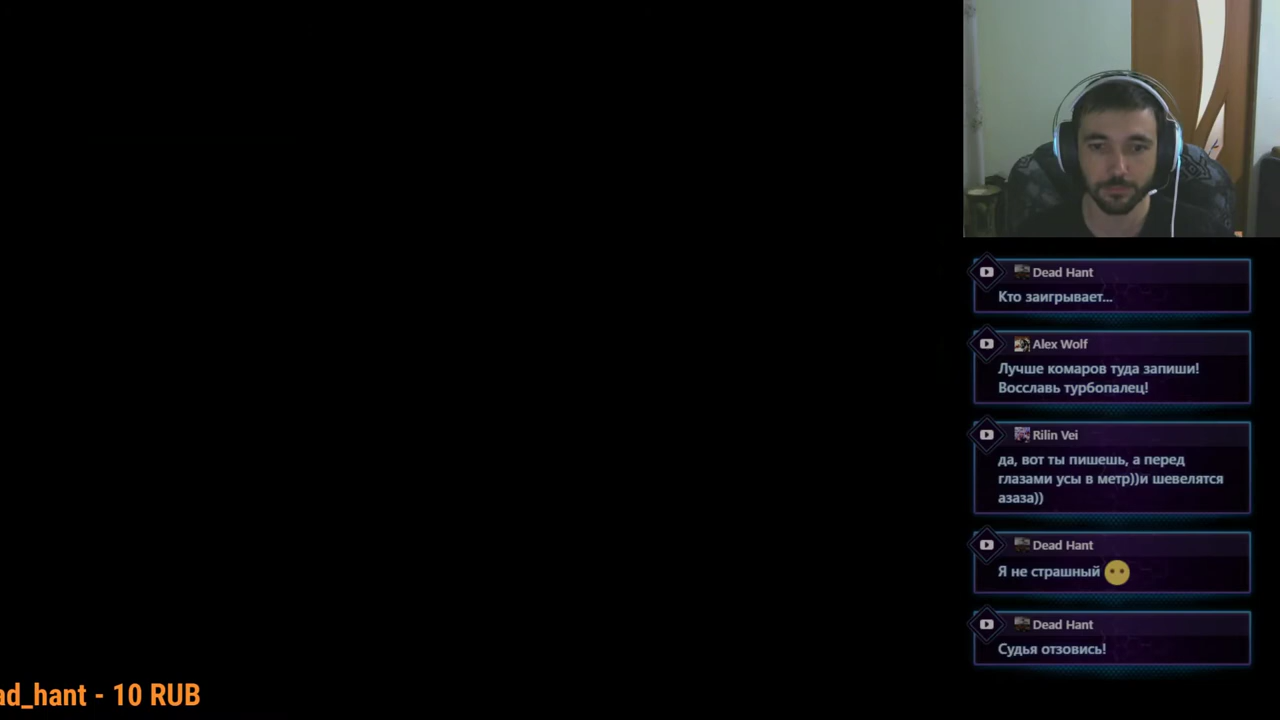 Dead Hant
Кто заигрывает...
Alex Wolf
Лучше комаров туда запиши!
Восславь турбопалец!
Rilin Vei
да, вот ты пишешь, а перед
глазами усы в метр))и шевелятся
азаза))
Dead Hant
Я не страшный 😶
Dead Hant
Судья отзовись!
ad_hant - 10 RUB